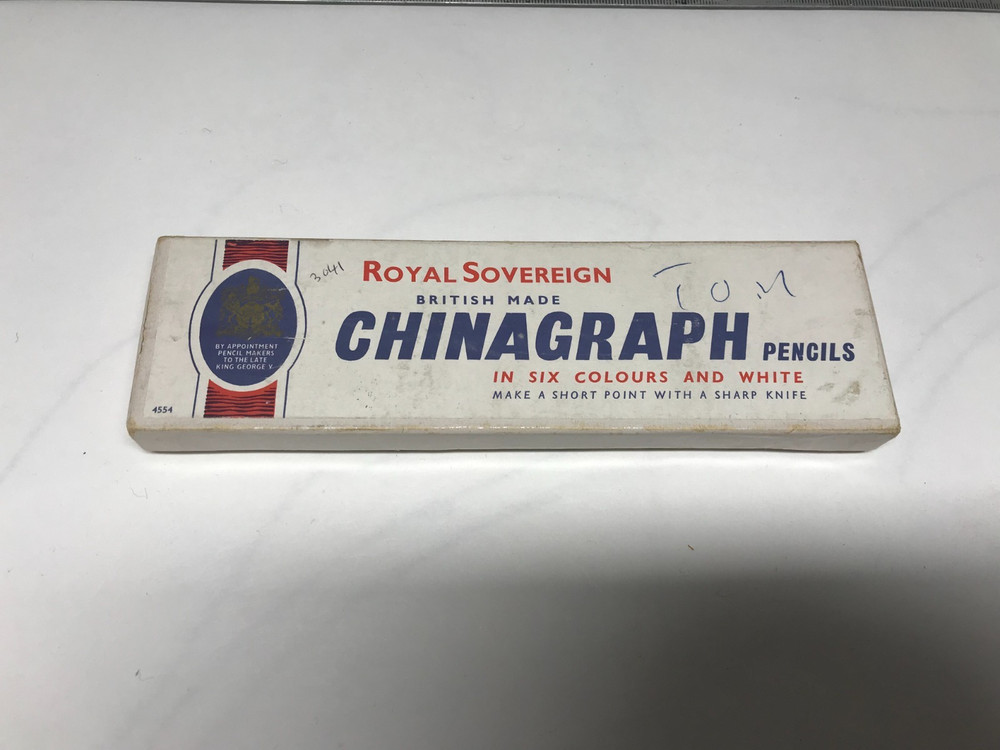 BY APPOINTMENT
PENCIL MAKERS
TO THE LATE
KING GEORGE V.
4554
3041
ROYAL SOVEREIGN
TOM
BRITISH MADE
CHINAGRAPH PENCILS
IN SIX COLOURS AND WHITE
MAKE A SHORT POINT WITH A SHARP KNIFE